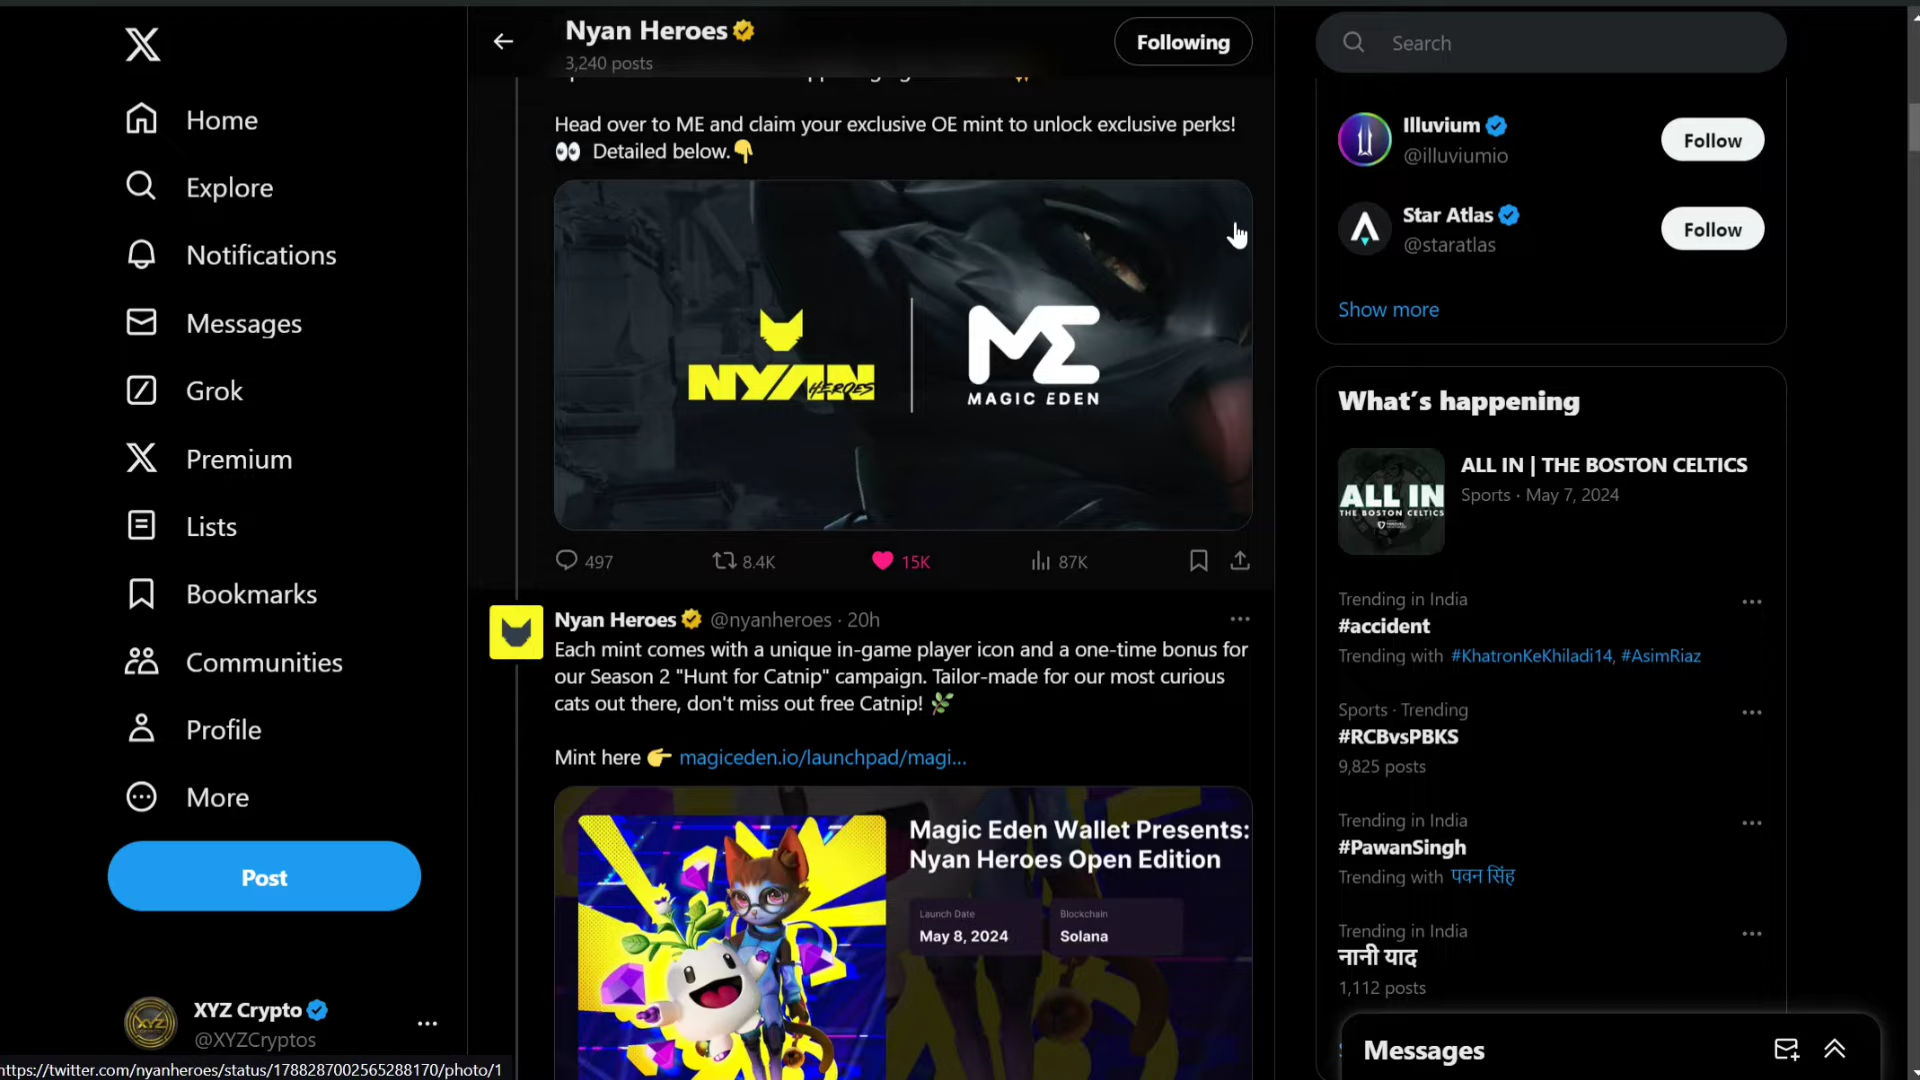 Home
Explore
Notifications
Messages
Grok
Premium
Lists
Bookmarks
Communities
Profile
More
Post
XYZ Crypto
@XYZCryptos
https://twitter.com/nyanheroes/status/1788287002565288170/photo/1
Nyan Heroes
3,240 posts
Following
Head over to ME and claim your exclusive OE mint to unlock exclusive perks!
👀 Detailed below.👇
NYAN HEROES
ME
MAGIC EDEN
497
8.4K
15K
87K
Nyan Heroes @nyanheroes · 20h
Each mint comes with a unique in-game player icon and a one-time bonus for
our Season 2 "Hunt for Catnip" campaign. Tailor-made for our most curious
cats out there, don't miss out free Catnip! 🌿
Mint here 👉 magiceden.io/launchpad/magi...
Magic Eden Wallet Presents:
Nyan Heroes Open Edition
Launch Date
May 8, 2024
Blockchain
Solana
Search
Illuvium
@illuviumio
Follow
Star Atlas
@staratlas
Follow
Show more
What's happening
ALL IN
THE BOSTON CELTICS
ALL IN | THE BOSTON CELTICS
Sports · May 7, 2024
Trending in India
#accident
Trending with #KhatronKeKhiladi14, #AsimRiaz
Sports · Trending
#RCBvsPBKS
9,825 posts
Trending in India
#PawanSingh
Trending with पवन सिंह
Trending in India
नानी याद
1,112 posts
Messages